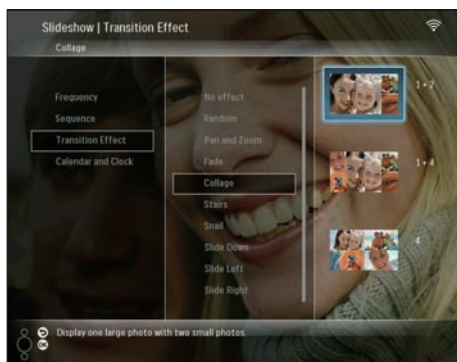 Slideshow | Transition Effect
Collage
Frequency
Sequence
Transition Effect
Calendar and Clock
No effect
Random
Pan and Zoom
Fade
Collage
Stairs
Snail
Slide Down
Slide Left
Slide Right
1 + 2
1 + 4
4
OK
Display one large photo with two small photos.